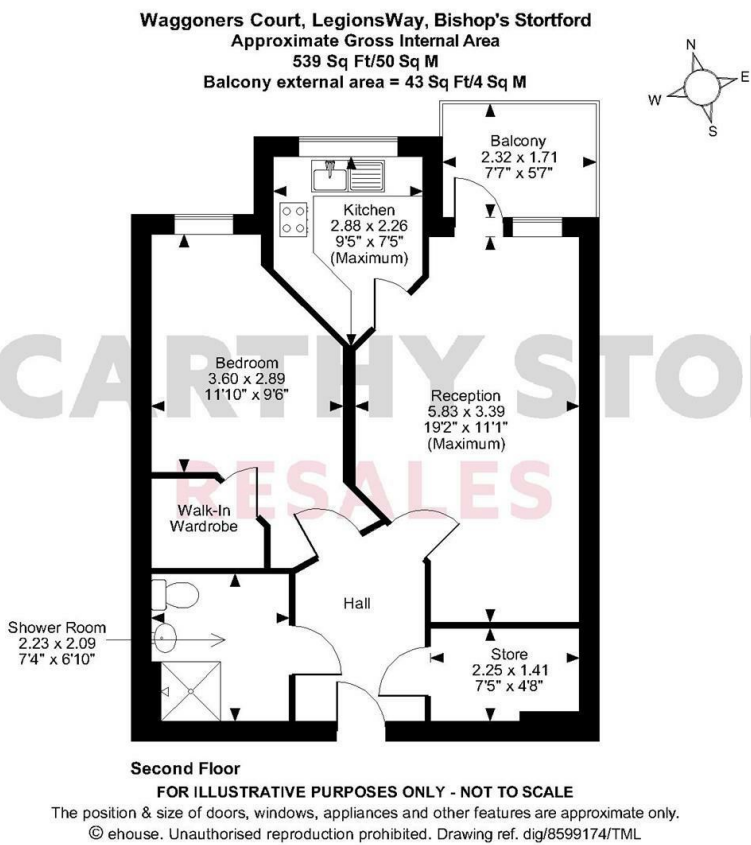 Waggoners Court, LegionsWay, Bishop's Stortford
Approximate Gross Internal Area
539 Sq Ft/50 Sq M
Balcony external area = 43 Sq Ft/4 Sq M
N
E
W
S
Balcony
2.32 x 1.71
7'7" x 5'7"
Kitchen
2.88 x 2.26
9'5" x 7'5"
(Maximum)
CARTHY STO
RESALES
Bedroom
3.60 x 2.89
11'10" x 9'6"
Reception
5.83 x 3.39
19'2" x 11'1"
(Maximum)
Walk-In
Wardrobe
Hall
Shower Room
2.23 x 2.09
7'4" x 6'10"
Store
2.25 x 1.41
7'5" x 4'8"
Second Floor
FOR ILLUSTRATIVE PURPOSES ONLY - NOT TO SCALE
The position & size of doors, windows, appliances and other features are approximate only.
© ehouse. Unauthorised reproduction prohibited. Drawing ref. dig/8599174/TML